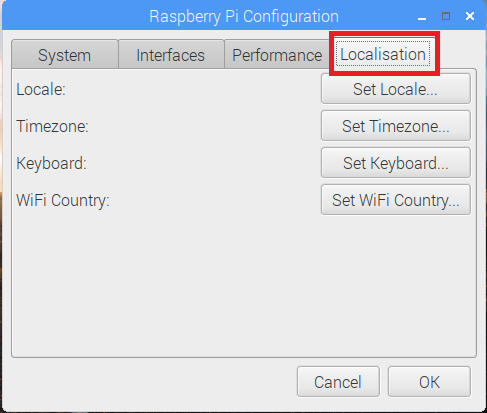 Raspberry Pi Configuration
System Interfaces Performance Localisation
Locale: Set Locale...
Timezone: Set Timezone...
Keyboard: Set Keyboard...
WiFi Country: Set WiFi Country...
Cancel OK